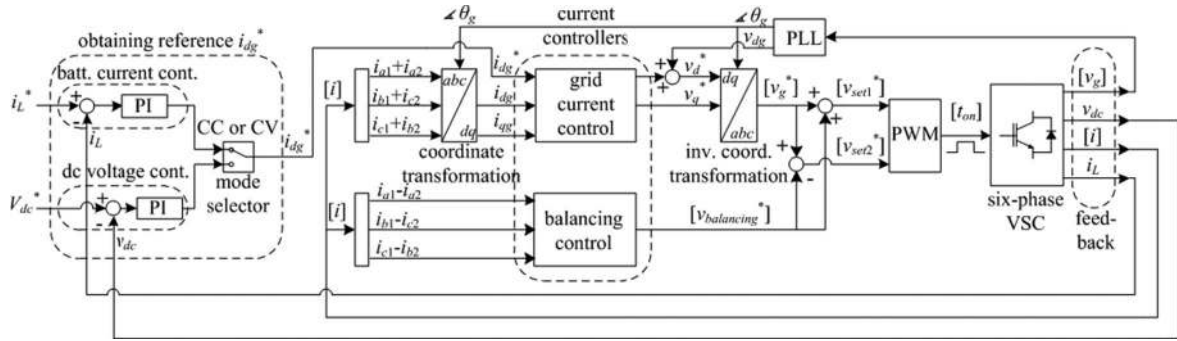 obtaining reference i_dg*
batt. current cont.
i_L*
+
-
PI
i_L
CC or CV
i_dg*
mode
selector
dc voltage cont.
V_dc*
+
-
PI
v_dc
∡θ_g
current
controllers
∡θ_g
v_dg
PLL
[i]
i_a1+i_a2
i_b1+i_c2
i_c1+i_b2
abc
dq
coordinate
transformation
i_dg*
i_dg
i_qg
grid
current
control
+
+
v_d*
v_q*
dq
abc
inv. coord.
transformation
[v_g*]
+
+
+
-
[v_set1*]
[v_set2*]
PWM
[t_on]
six-phase
VSC
[v_g]
v_dc
[i]
i_L
feed-
back
[i]
i_a1-i_a2
i_b1-i_c2
i_c1-i_b2
balancing
control
[v_balancing*]